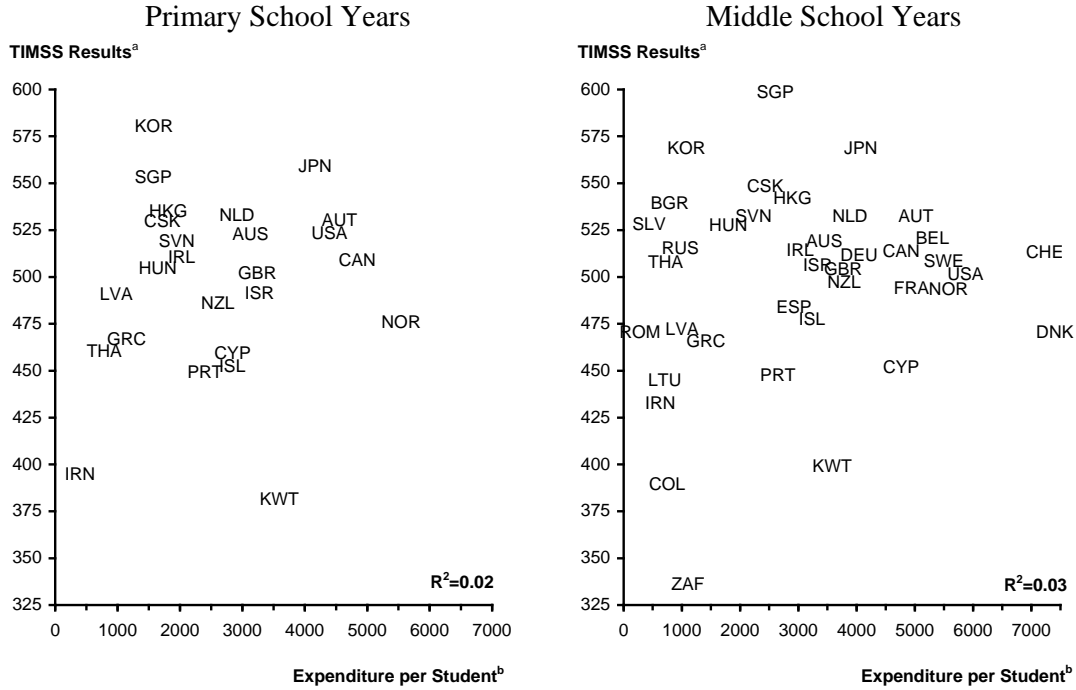 Primary School Years
TIMSS Resultsᵃ
600
575
550
525
500
475
450
425
400
375
350
325
KOR
JPN
SGP
HKG
NLD
CSK
AUT
AUS
USA
SVN
IRL
CAN
HUN
GBR
LVA
ISR
NZL
NOR
GRC
THA
CYP
ISL
PRT
IRN
KWT
R²=0.02
0 1000 2000 3000 4000 5000 6000 7000
Expenditure per Studentᵇ
Middle School Years
TIMSS Resultsᵃ
600
575
550
525
500
475
450
425
400
375
350
325
SGP
KOR
JPN
CSK
HKG
BGR
SVN
NLD
AUT
SLV
HUN
BEL
AUS
RUS
IRL
CAN
CHE
DEU
THA
ISR
SWE
GBR
USA
NZL
FRA
NOR
ESP
ISL
ROM
LVA
DNK
GRC
CYP
PRT
LTU
IRN
KWT
COL
ZAF
R²=0.03
0 1000 2000 3000 4000 5000 6000 7000
Expenditure per Studentᵇ